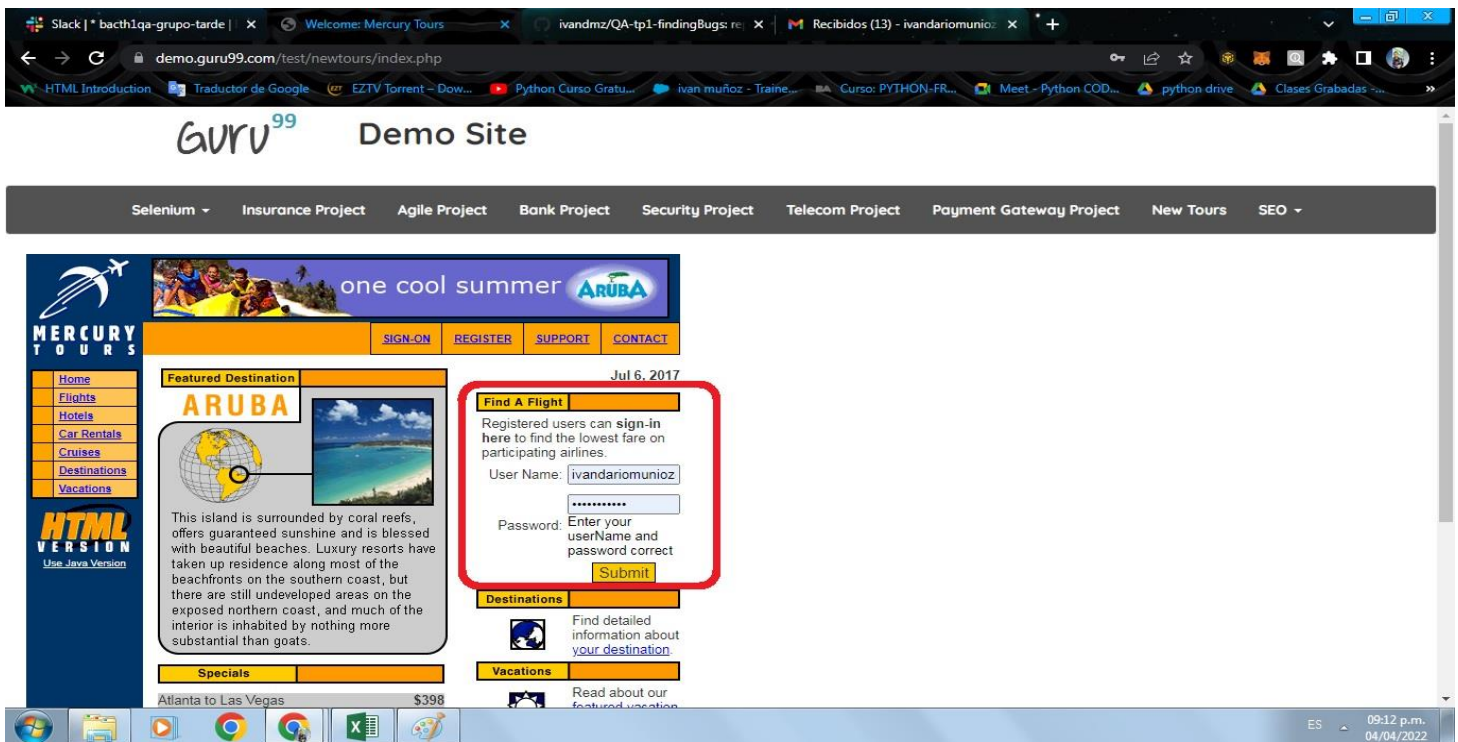 Slack | * bacth1qa-grupo-tarde |
Welcome: Mercury Tours
ivandmz/QA-tp1-findingBugs: re
Recibidos (13) - ivandariomunioz
demo.guru99.com/test/newtours/index.php
HTML Introduction
Traductor de Google
EZTV Torrent – Dow...
Python Curso Gratu...
ivan muñoz - Traine...
Curso: PYTHON-FR...
Meet - Python COD...
python drive
Clases Grabadas -...
»
Guru99 Demo Site
Selenium
Insurance Project
Agile Project
Bank Project
Security Project
Telecom Project
Payment Gateway Project
New Tours
SEO
one cool summer ARUBA
MERCURY
TOURS
SIGN-ON
REGISTER
SUPPORT
CONTACT
Home
Flights
Hotels
Car Rentals
Cruises
Destinations
Vacations
HTML
VERSION
Use Java Version
Featured Destination
ARUBA
This island is surrounded by coral reefs,
offers guaranteed sunshine and is blessed
with beautiful beaches. Luxury resorts have
taken up residence along most of the
beachfronts on the southern coast, but
there are still undeveloped areas on the
exposed northern coast, and much of the
interior is inhabited by nothing more
substantial than goats.
Specials
Atlanta to Las Vegas $398
Jul 6, 2017
Find A Flight
Registered users can sign-in
here to find the lowest fare on
participating airlines.
User Name: ivandariomunioz
Password: •••••••••••
Enter your
userName and
password correct
Submit
Destinations
Find detailed
information about
your destination.
Vacations
Read about our
featured vacation
ES
09:12 p.m.
04/04/2022